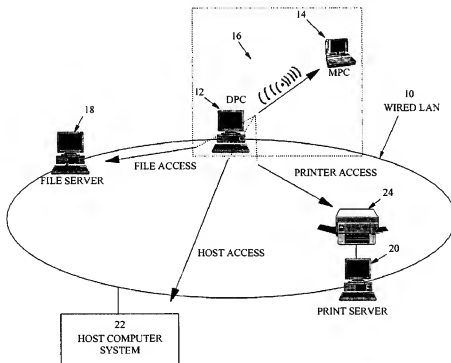 14
16
MPC
12
DPC
10
WIRED LAN
18
FILE SERVER
FILE ACCESS
PRINTER ACCESS
24
HOST ACCESS
20
PRINT SERVER
22
HOST COMPUTER
SYSTEM